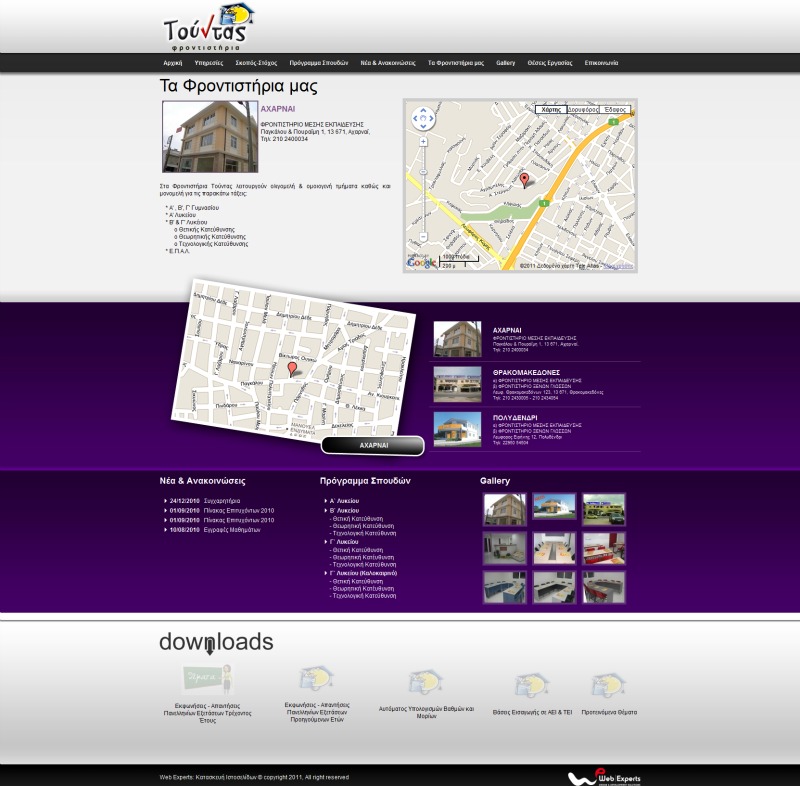 Τούντας
φροντιστήρια
Αρχική Υπηρεσίες Σκοπός-Στόχος Πρόγραμμα Σπουδών Νέα & Ανακοινώσεις Τα Φροντιστήρια μας Gallery Θέσεις Εργασίας Επικοινωνία
Τα Φροντιστήρια μας
ΑΧΑΡΝΑΙ
ΦΡΟΝΤΙΣΤΗΡΙΟ ΜΕΣΗΣ ΕΚΠΑΙΔΕΥΣΗΣ
Παγκάλου & Πουραΐμη 1, 13 671, Αχαρναί,
Τηλ: 210 2400034
Στα Φροντιστήρια Τούντας λειτουργούν ολιγομελή & ομοιογενή τμήματα καθώς και
μονομελή για τις παρακάτω τάξεις:
* Α', Β', Γ' Γυμνασίου
* Α' Λυκείου
* Β' & Γ' Λυκείου
o Θετικής Κατεύθυνσης
o Θεωρητικής Κατεύθυνσης
o Τεχνολογικής Κατεύθυνσης
* Ε.Π.Α.Λ.
Χάρτης Δορυφόρος Έδαφος
Google
200 μ
©2011 Δεδομένα χάρτη Tele Atlas
ΑΧΑΡΝΑΙ
ΑΧΑΡΝΑΙ
ΦΡΟΝΤΙΣΤΗΡΙΟ ΜΕΣΗΣ ΕΚΠΑΙΔΕΥΣΗΣ
Παγκάλου & Πουραΐμη 1, 13 671, Αχαρναί,
Τηλ: 210 2400034
ΘΡΑΚΟΜΑΚΕΔΟΝΕΣ
α) ΦΡΟΝΤΙΣΤΗΡΙΟ ΜΕΣΗΣ ΕΚΠΑΙΔΕΥΣΗΣ
β) ΦΡΟΝΤΙΣΤΗΡΙΟ ΞΕΝΩΝ ΓΛΩΣΣΩΝ
Λεωφ. Θρακομακεδόνων 123, 13 671, Θρακομακεδόνες
Τηλ: 210 2430005 - 210 2434054
ΠΟΛΥΔΕΝΔΡΙ
α) ΦΡΟΝΤΙΣΤΗΡΙΟ ΜΕΣΗΣ ΕΚΠΑΙΔΕΥΣΗΣ
β) ΦΡΟΝΤΙΣΤΗΡΙΟ ΞΕΝΩΝ ΓΛΩΣΣΩΝ
Λεωφόρος Ειρήνης 12, Πολυδένδρι
Νέα & Ανακοινώσεις
24/12/2010 Συγχαρητήρια
01/09/2010 Πίνακας Επιτυχόντων 2010
01/09/2010 Πίνακας Επιτυχόντων 2010
10/08/2010 Εγγραφές Μαθημάτων
Πρόγραμμα Σπουδών
Α΄ Λυκείου
Β΄ Λυκείου
- Θετική Κατεύθυνση
- Θεωρητική Κατεύθυνση
- Τεχνολογική Κατεύθυνση
Γ΄ Λυκείου
- Θετική Κατεύθυνση
- Θεωρητική Κατεύθυνση
- Τεχνολογική Κατεύθυνση
Γ΄ Λυκείου (Καλοκαιρινό)
- Θετική Κατεύθυνση
- Θεωρητική Κατεύθυνση
- Τεχνολογική Κατεύθυνση
Gallery
downloads
Εκφωνήσεις - Απαντήσεις
Πανελληνίων Εξετάσεων Τρέχοντος
Έτους
Εκφωνήσεις - Απαντήσεις
Πανελληνίων Εξετάσεων
Προηγούμενων Ετών
Αυτόματος Υπολογισμός Βαθμών και
Μορίων
Βάσεις Εισαγωγής σε ΑΕΙ & ΤΕΙ
Προτεινόμενα Θέματα
Web Experts: Κατασκευή Ιστοσελίδων © copyright 2011, All right reserved
Web Experts